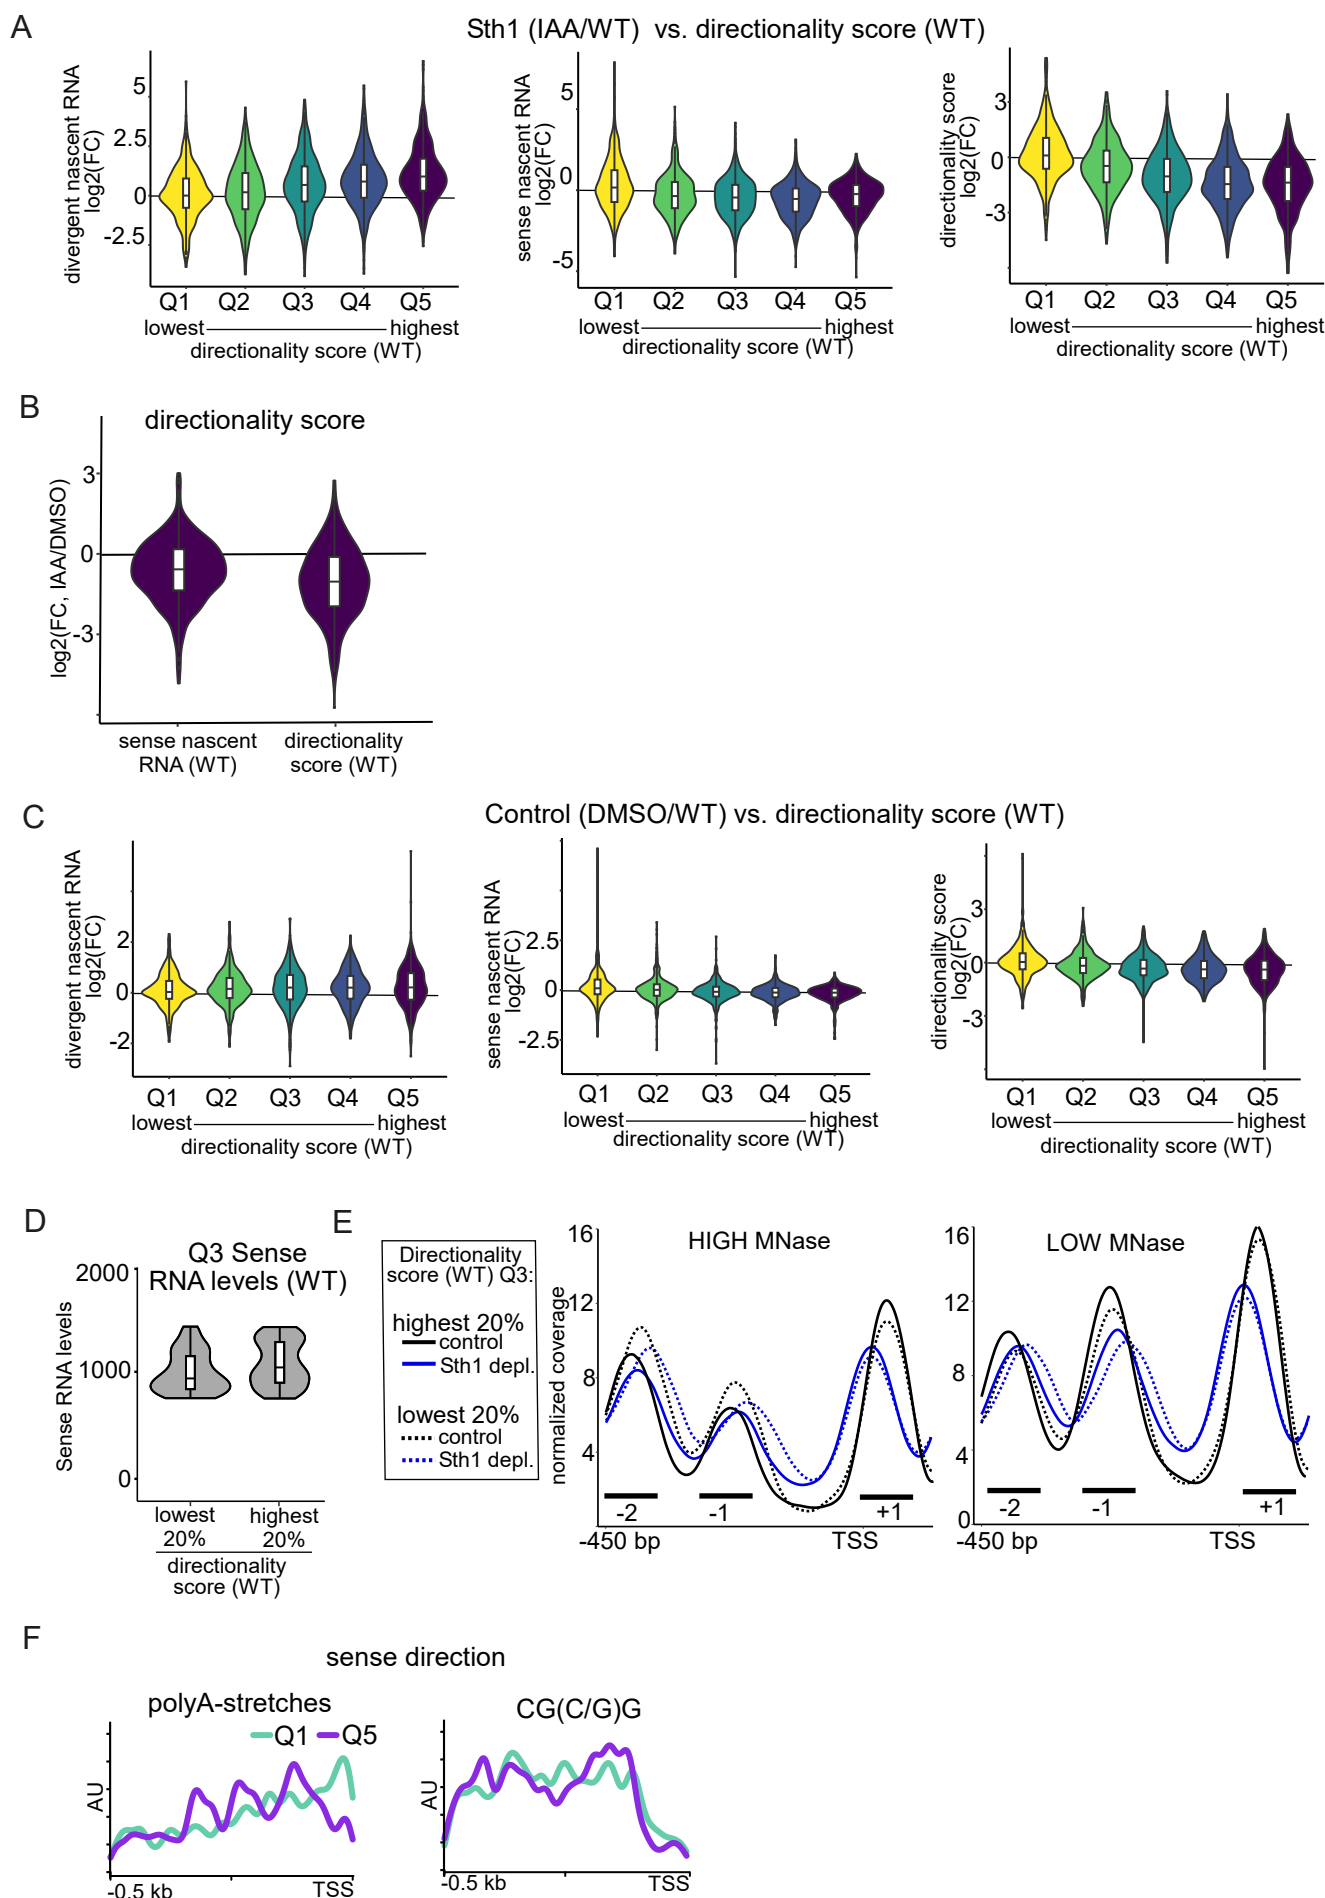 A
Sth1 (IAA/WT) vs. directionality score (WT)
divergent nascent RNA
log2(FC)
5
2.5
0
-2.5
Q1 Q2 Q3 Q4 Q5
lowest highest
directionality score (WT)
sense nascent RNA
log2(FC)
5
0
-5
Q1 Q2 Q3 Q4 Q5
lowest highest
directionality score (WT)
directionality score
log2(FC)
3
0
-3
Q1 Q2 Q3 Q4 Q5
lowest highest
directionality score (WT)
B
directionality score
log2(FC, IAA/DMSO)
3
0
-3
sense nascent
RNA (WT)
directionality
score (WT)
C
Control (DMSO/WT) vs. directionality score (WT)
divergent nascent RNA
log2(FC)
2
0
-2
Q1 Q2 Q3 Q4 Q5
lowest highest
directionality score (WT)
sense nascent RNA
log2(FC)
2.5
0
-2.5
Q1 Q2 Q3 Q4 Q5
lowest highest
directionality score (WT)
directionality score
log2(FC)
3
0
-3
Q1 Q2 Q3 Q4 Q5
lowest highest
directionality score (WT)
D
Q3 Sense
RNA levels (WT)
Sense RNA levels
2000
1000
0
lowest
20%
highest
20%
directionality
score (WT)
E
Directionality
score (WT) Q3:
highest 20%
control
Sth1 depl.
lowest 20%
control
Sth1 depl.
HIGH MNase
normalized coverage
16
12
8
4
-2 -1 +1
-450 bp TSS
LOW MNase
16
12
8
4
0
-2 -1 +1
-450 bp TSS
F
sense direction
polyA-stretches
Q1 Q5
AU
-0.5 kb TSS
CG(C/G)G
AU
-0.5 kb TSS